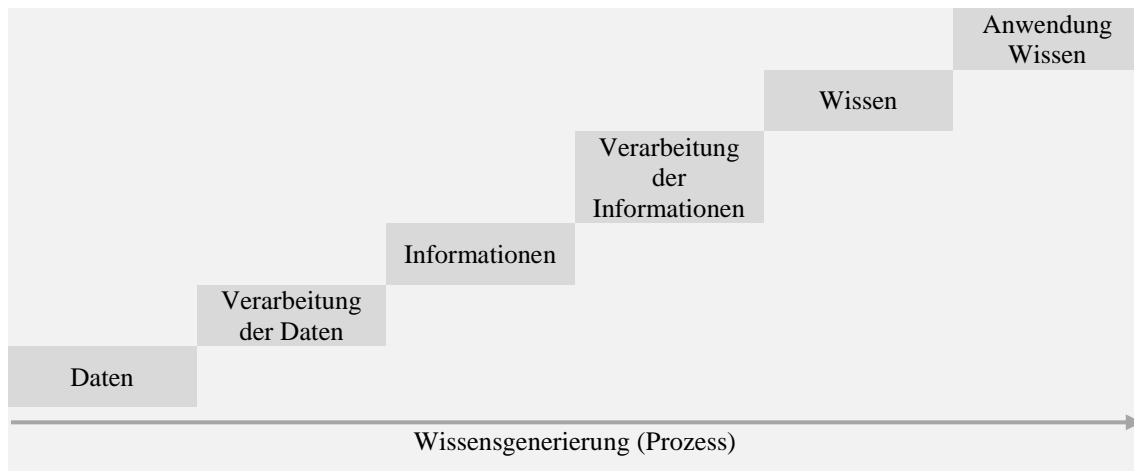 Anwendung
Wissen
Wissen
Verarbeitung
der
Informationen
Informationen
Verarbeitung
der Daten
Daten
Wissensgenerierung (Prozess)